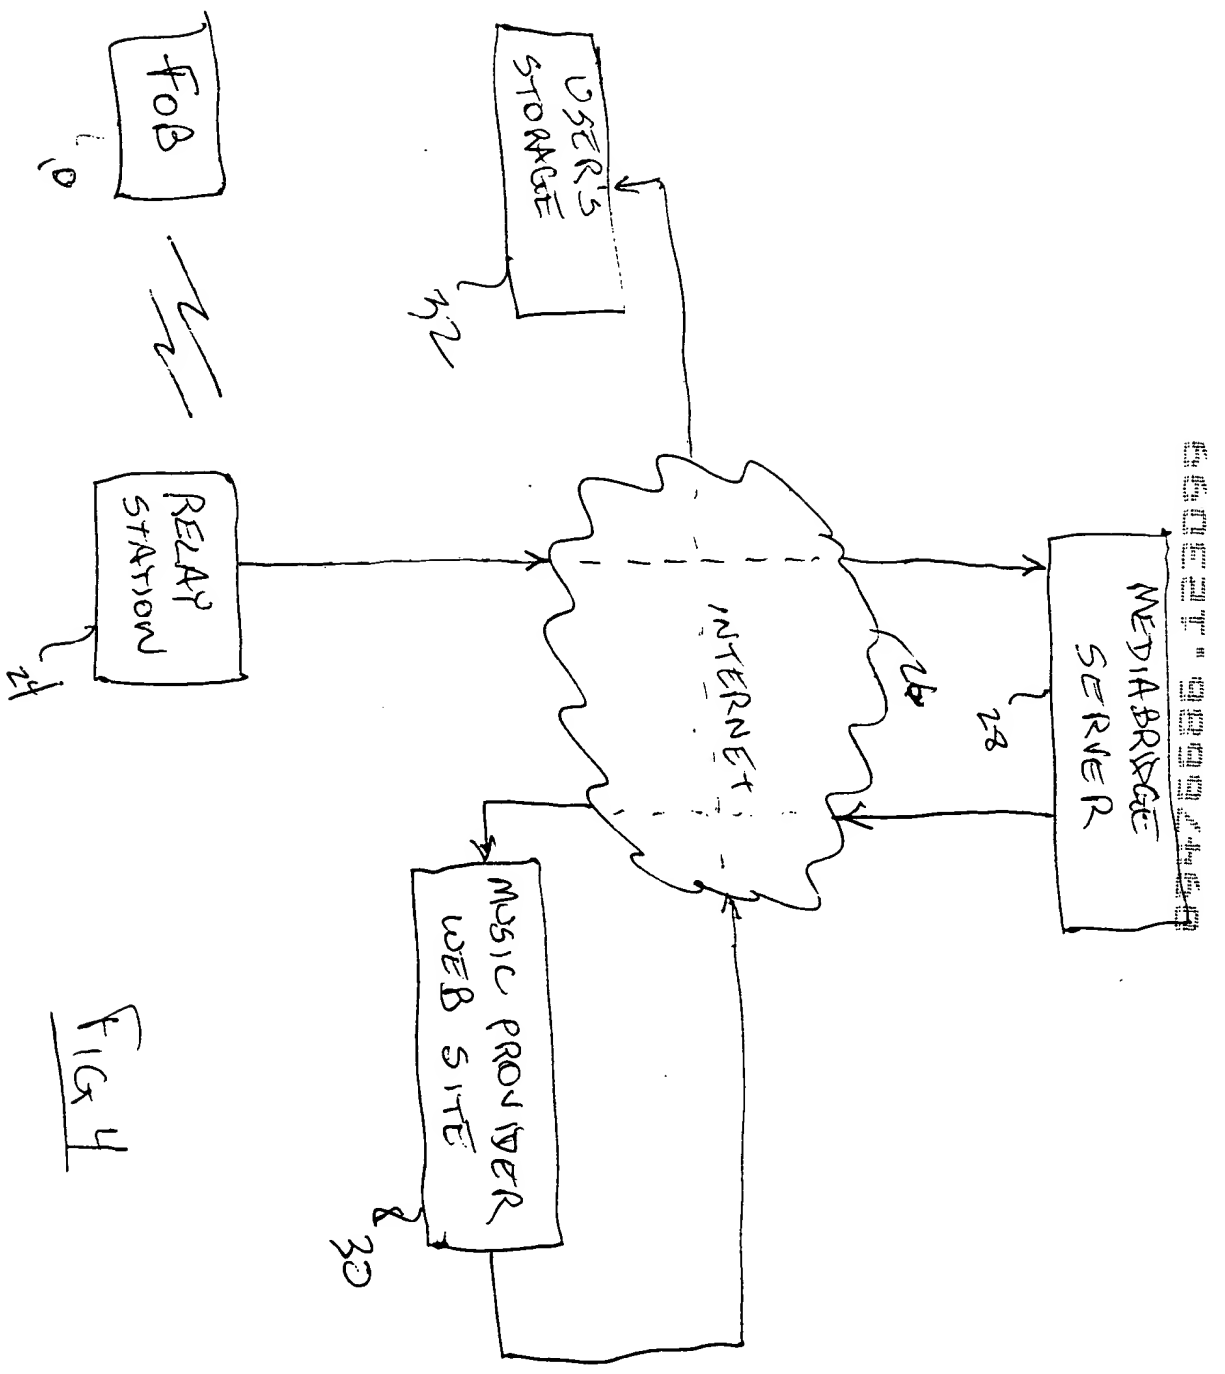 MEDIABRIDGE
SERVER
28
26
INTERNET
USER'S
STORAGE
32
MUSIC PROVIDER
WEB SITE
30
FOB
10
RELAY
STATION
24
FIG 4